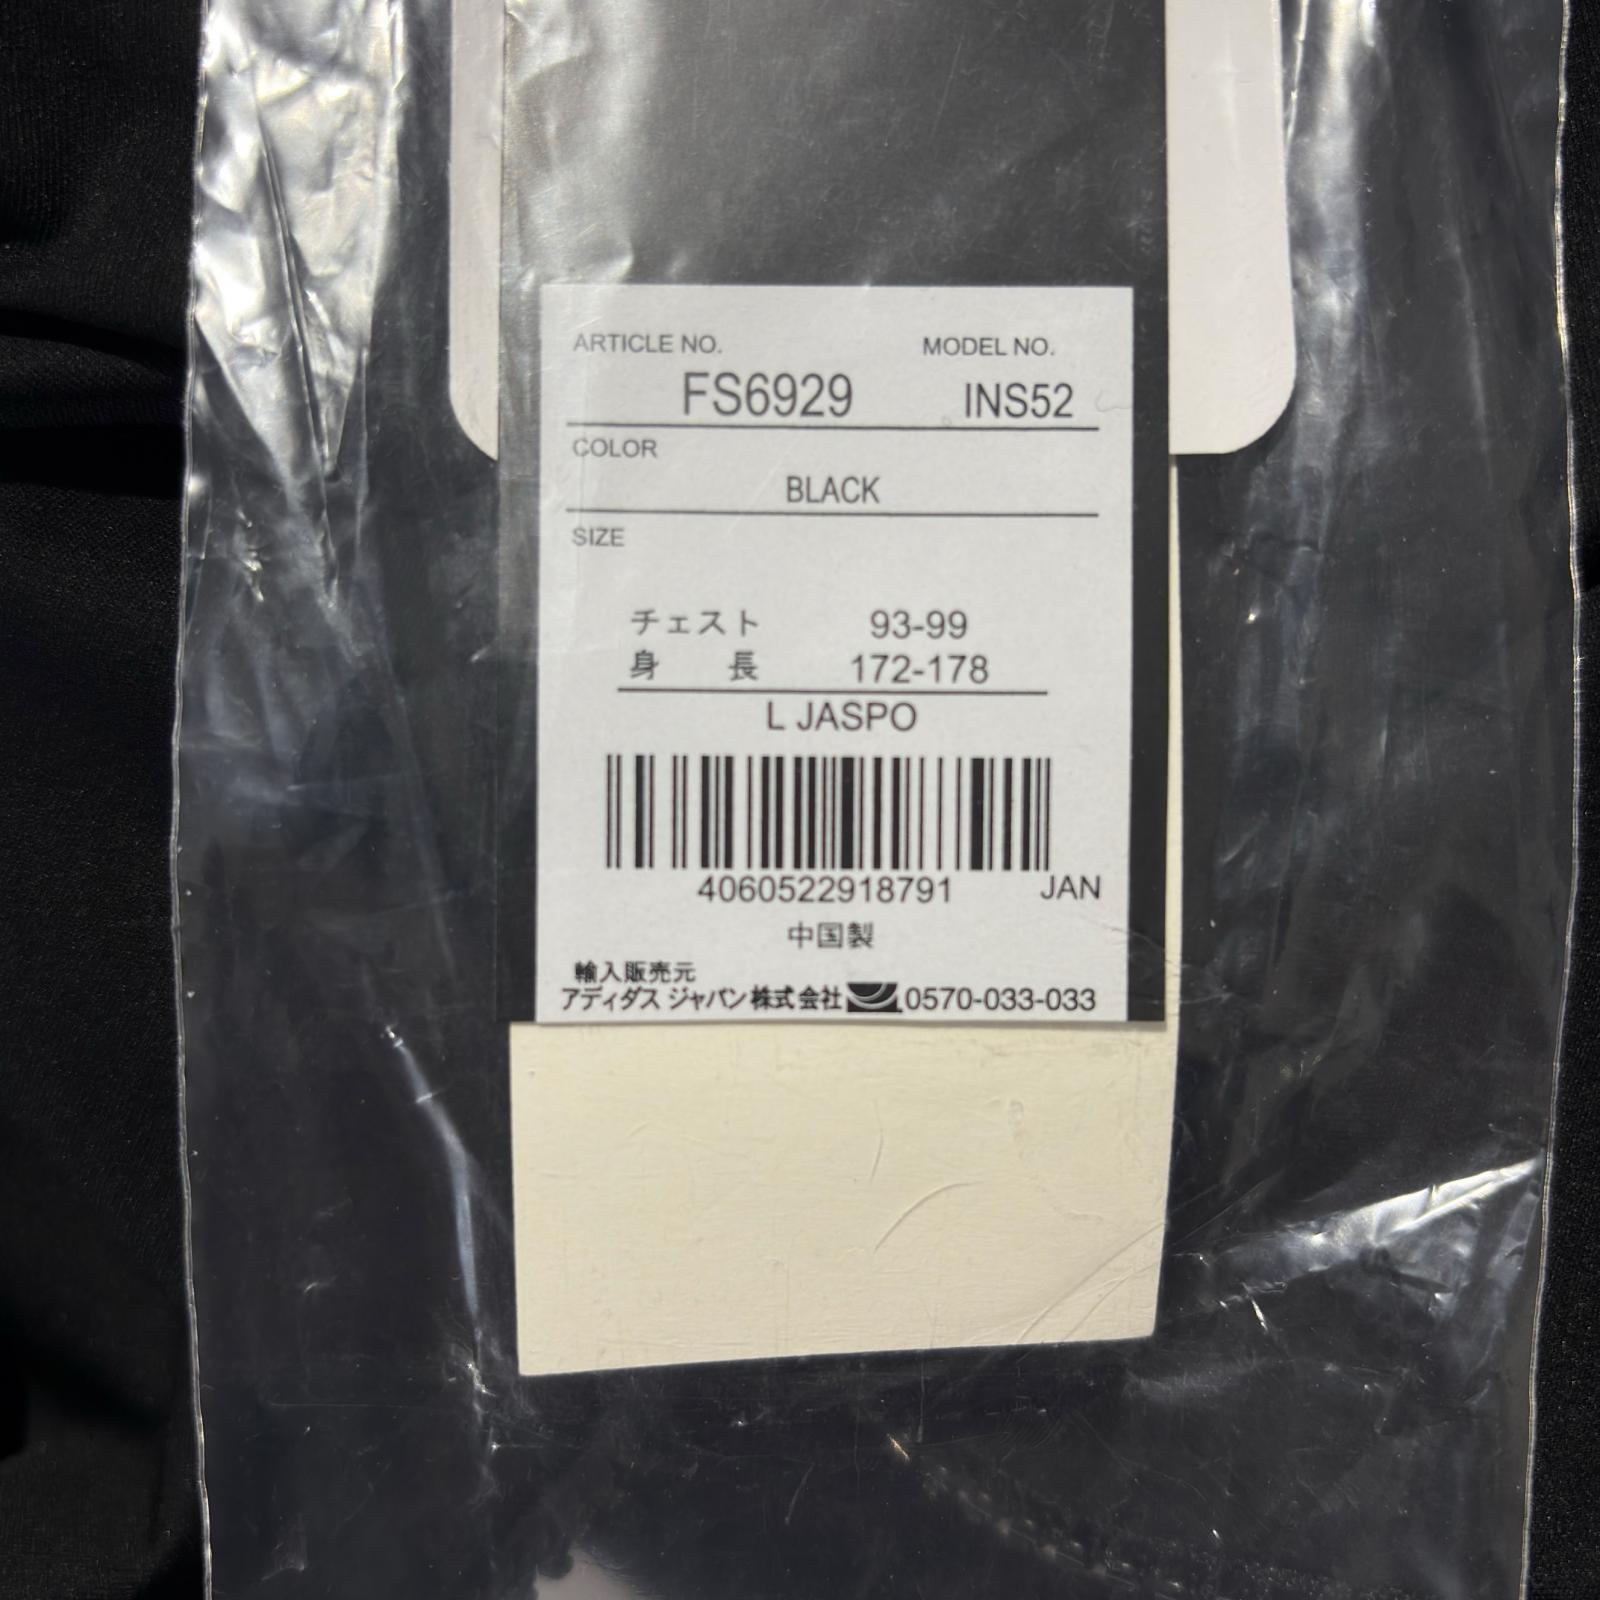 ARTICLE NO. MODEL NO.
FS6929 INS52
COLOR
BLACK
SIZE
チェスト 93-99
身 長 172-178
L JASPO
4060522918791 JAN
中国製
輸入販売元
アディダス ジャパン株式会社 0570-033-033